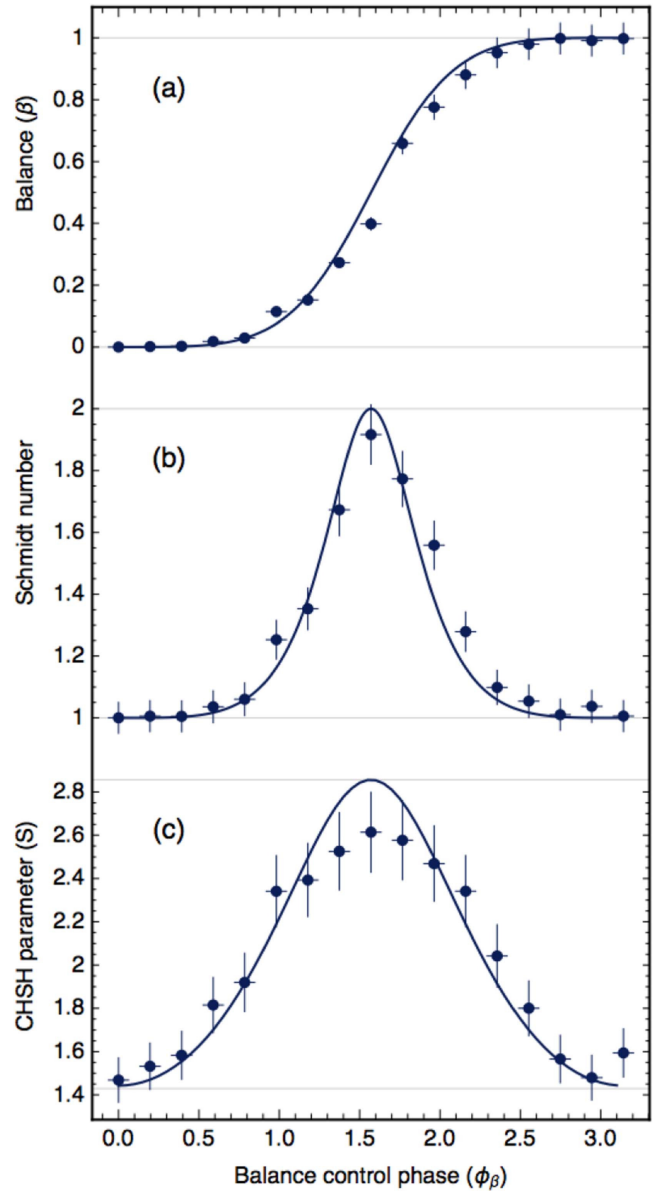 1
0.8
0.6
0.4
0.2
0
Balance (β)
(a)
2
1.8
1.6
1.4
1.2
1
Schmidt number
(b)
2.8
2.6
2.4
2.2
2
1.8
1.6
1.4
CHSH parameter (S)
(c)
0.0 0.5 1.0 1.5 2.0 2.5 3.0
Balance control phase (ϕβ)